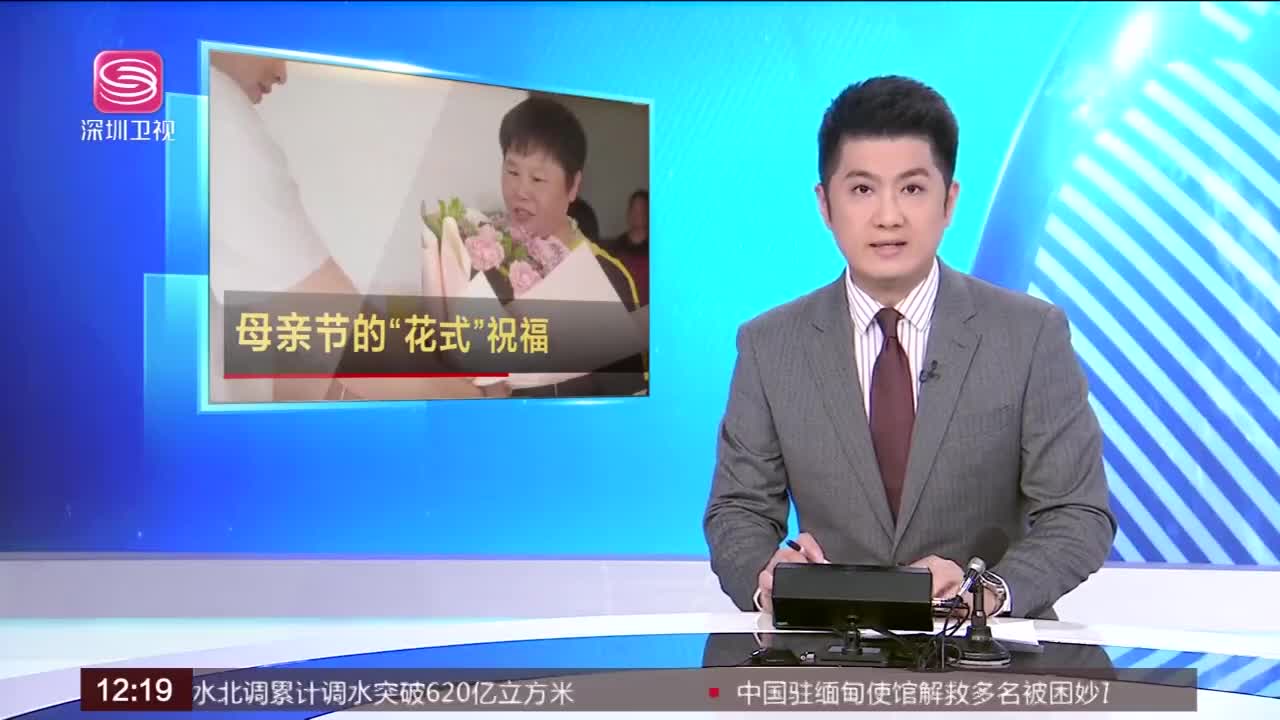 深圳卫视
母亲节的“花式”祝福
12:19
水北调累计调水突破620亿立方米
中国驻缅甸使馆解救多名被困妙